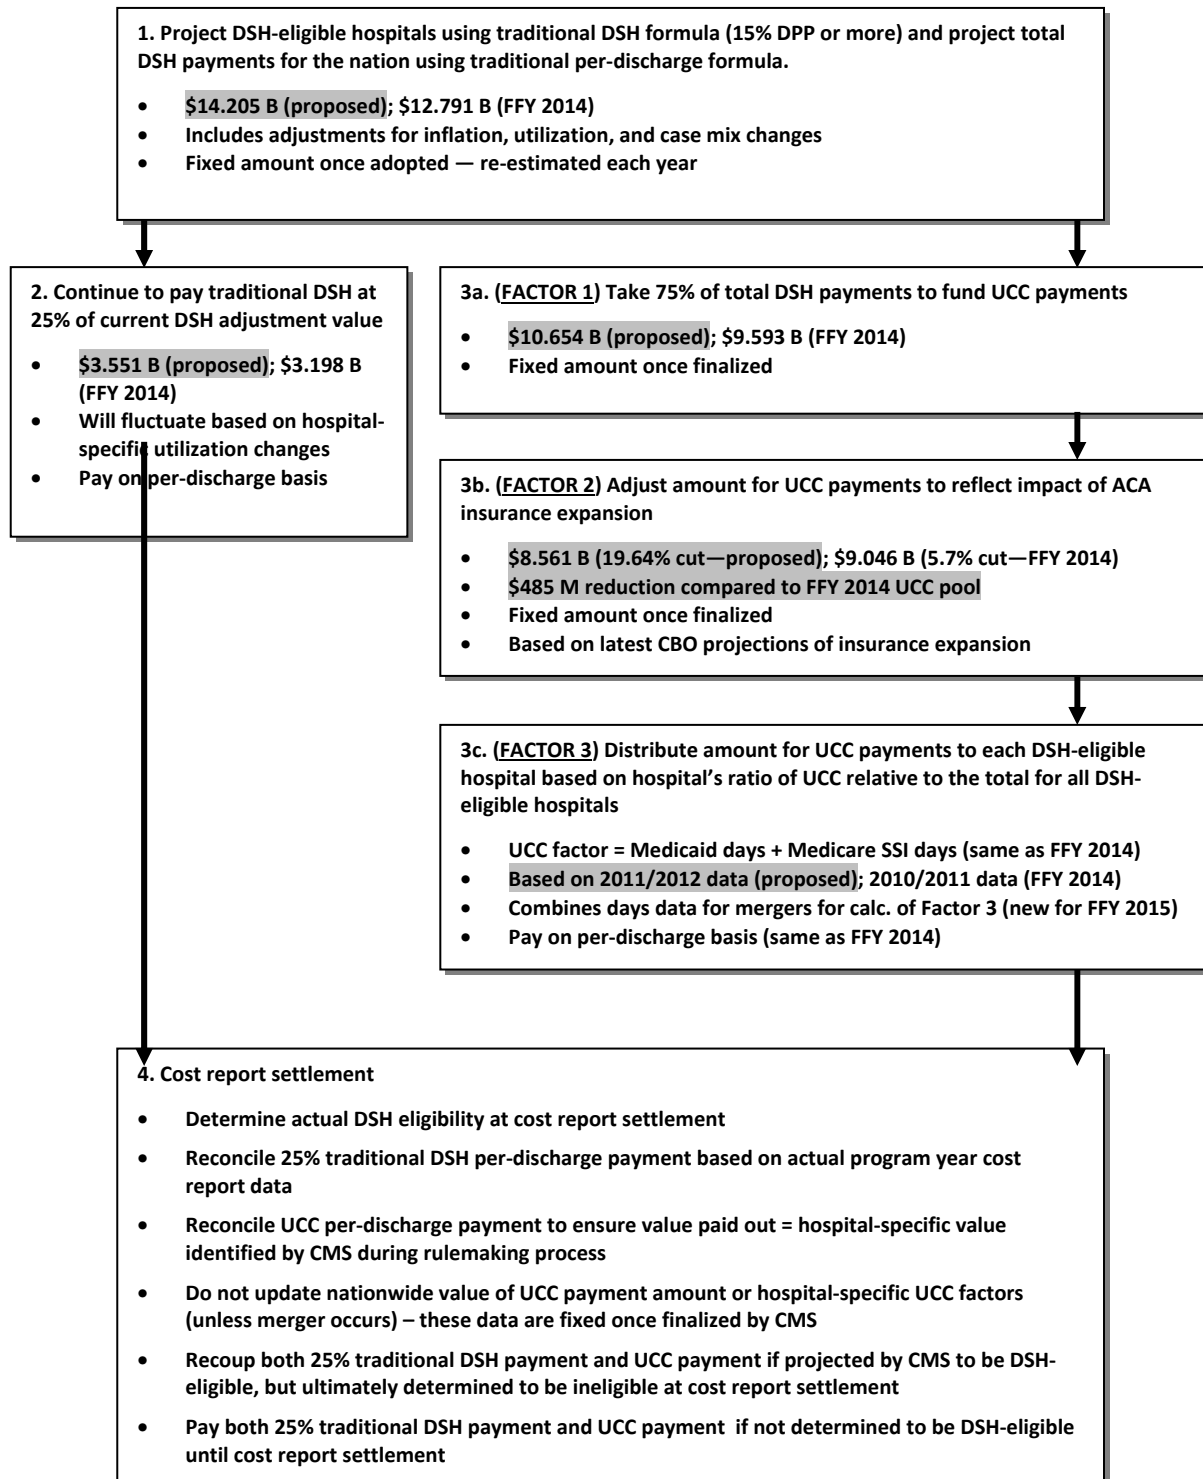 1. Project DSH-eligible hospitals using traditional DSH formula (15% DPP or more) and project total
DSH payments for the nation using traditional per-discharge formula.
• $14.205 B (proposed); $12.791 B (FFY 2014)
• Includes adjustments for inflation, utilization, and case mix changes
• Fixed amount once adopted — re-estimated each year
2. Continue to pay traditional DSH at
25% of current DSH adjustment value
• $3.551 B (proposed); $3.198 B
(FFY 2014)
• Will fluctuate based on hospital-
specific utilization changes
• Pay on per-discharge basis
3a. (FACTOR 1) Take 75% of total DSH payments to fund UCC payments
• $10.654 B (proposed); $9.593 B (FFY 2014)
• Fixed amount once finalized
3b. (FACTOR 2) Adjust amount for UCC payments to reflect impact of ACA
insurance expansion
• $8.561 B (19.64% cut—proposed); $9.046 B (5.7% cut—FFY 2014)
• $485 M reduction compared to FFY 2014 UCC pool
• Fixed amount once finalized
• Based on latest CBO projections of insurance expansion
3c. (FACTOR 3) Distribute amount for UCC payments to each DSH-eligible
hospital based on hospital’s ratio of UCC relative to the total for all DSH-
eligible hospitals
• UCC factor = Medicaid days + Medicare SSI days (same as FFY 2014)
• Based on 2011/2012 data (proposed); 2010/2011 data (FFY 2014)
• Combines days data for mergers for calc. of Factor 3 (new for FFY 2015)
• Pay on per-discharge basis (same as FFY 2014)
4. Cost report settlement
• Determine actual DSH eligibility at cost report settlement
• Reconcile 25% traditional DSH per-discharge payment based on actual program year cost
report data
• Reconcile UCC per-discharge payment to ensure value paid out = hospital-specific value
identified by CMS during rulemaking process
• Do not update nationwide value of UCC payment amount or hospital-specific UCC factors
(unless merger occurs) – these data are fixed once finalized by CMS
• Recoup both 25% traditional DSH payment and UCC payment if projected by CMS to be DSH-
eligible, but ultimately determined to be ineligible at cost report settlement
• Pay both 25% traditional DSH payment and UCC payment if not determined to be DSH-eligible
until cost report settlement